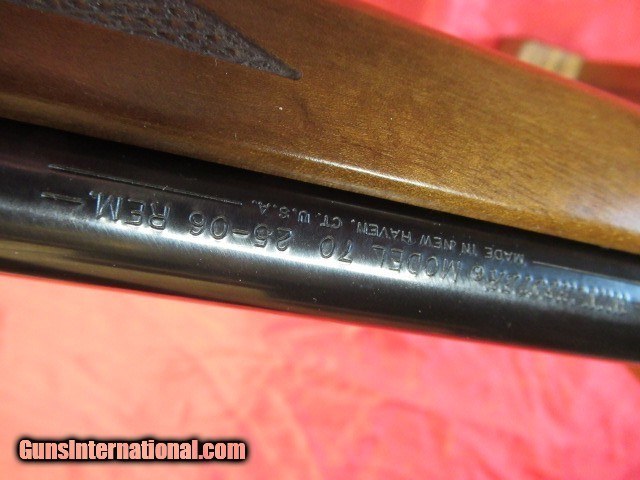 MODEL 70 25-06 REM.
MADE IN NEW HAVEN, CT. U.S.A.
GunsInternational.com